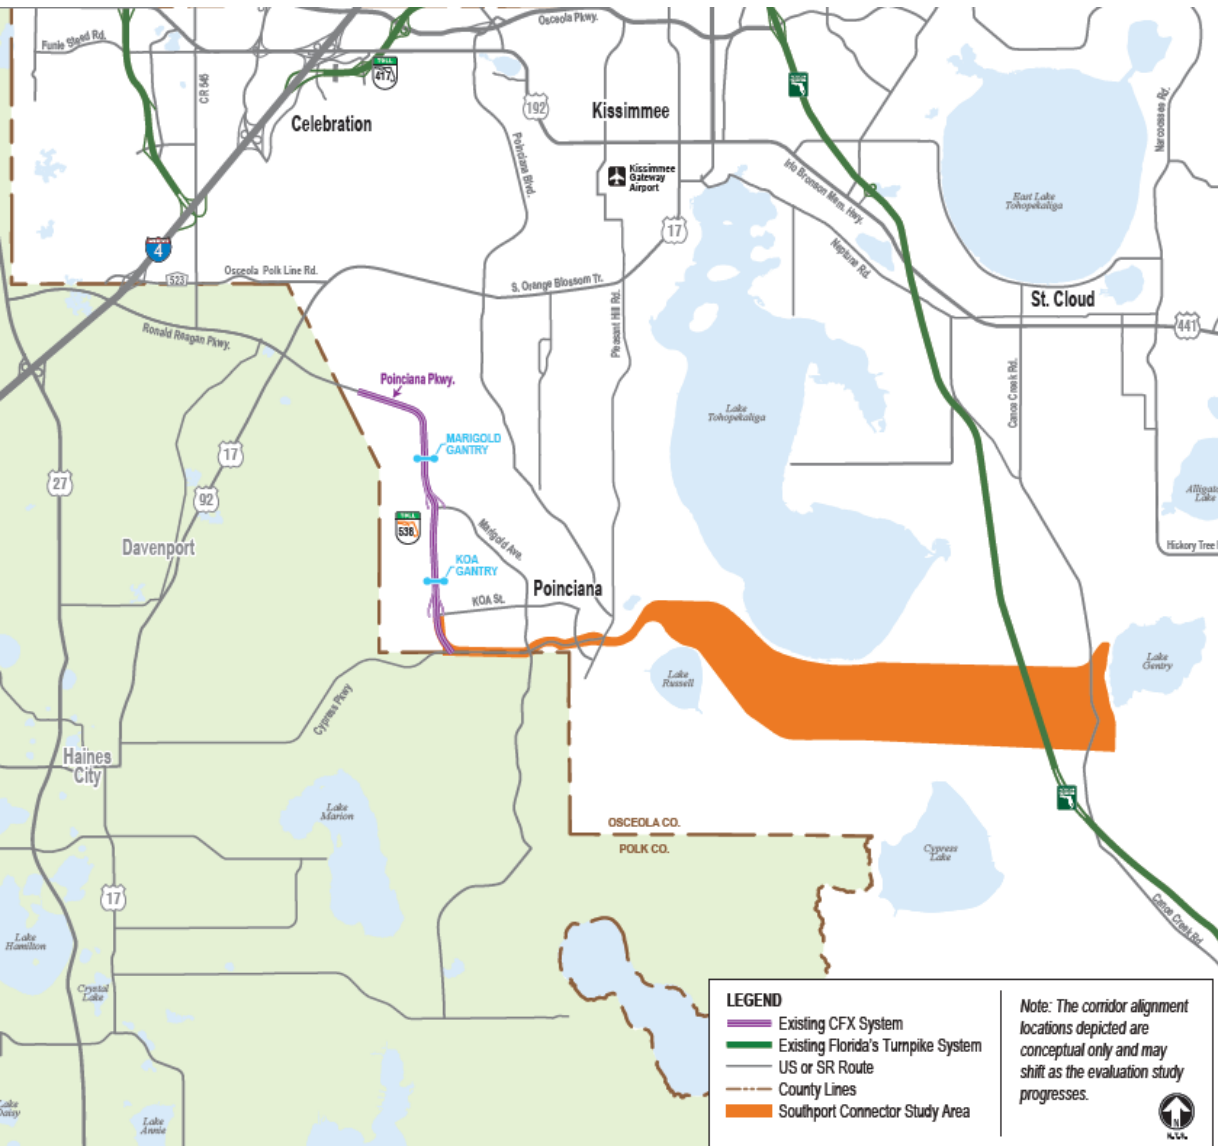 Osceola Pkwy.
Funie Steed Rd.
TOLL
417
CR 545
Celebration
192
Kissimmee
Narcoossee Rd.
Poinciana Blvd.
Kissimmee
Gateway
Airport
Irlo Bronson Mem. Hwy.
East Lake
Tohopekaliga
17
4
Neptune Rd.
Osceola Polk Line Rd.
523
S. Orange Blossom Tr.
St. Cloud
441
Ronald Reagan Pkwy.
Pleasant Hill Rd.
Poinciana Pkwy.
Canoe Creek Rd.
Lake
Tohopekaliga
MARIGOLD
GANTRY
17
27
92
Alligato
Lake
TOLL
538
Marigold Ave.
Davenport
Hickory Tree
KOA
GANTRY
Poinciana
KOA St.
Lake
Gentry
Lake
Russell
Cypress Pkwy
Haines
City
Lake
Marion
OSCEOLA CO.
POLK CO.
Cypress
Lake
17
Canoe Creek Rd.
Lake
Hamilton
Crystal
Lake
Lake
Daisy
Lake
Annie
LEGEND
Existing CFX System
Existing Florida's Turnpike System
US or SR Route
County Lines
Southport Connector Study Area
Note: The corridor alignment
locations depicted are
conceptual only and may
shift as the evaluation study
progresses.
N
N.T.S.